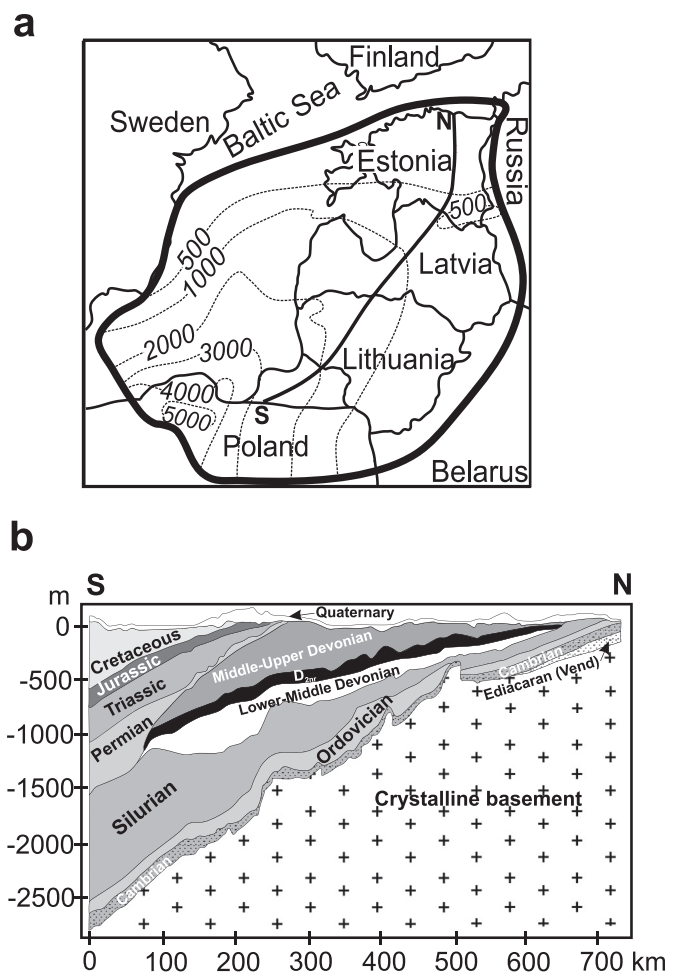 a
Finland
Sweden
Baltic Sea
N
Estonia
Russia
500
500
1000
Latvia
2000
3000
Lithuania
4000
5000
S
Poland
Belarus
b
S
N
m
Quaternary
0
Cretaceous
Jurassic
Middle-Upper Devonian
Triassic
D2nr
Lower-Middle Devonian
Cambrian
Ediacaran (Vend)
-500
Permian
Ordovician
-1000
Silurian
Crystalline basement
-1500
-2000
Cambrian
-2500
0 100 200 300 400 500 600 700 km